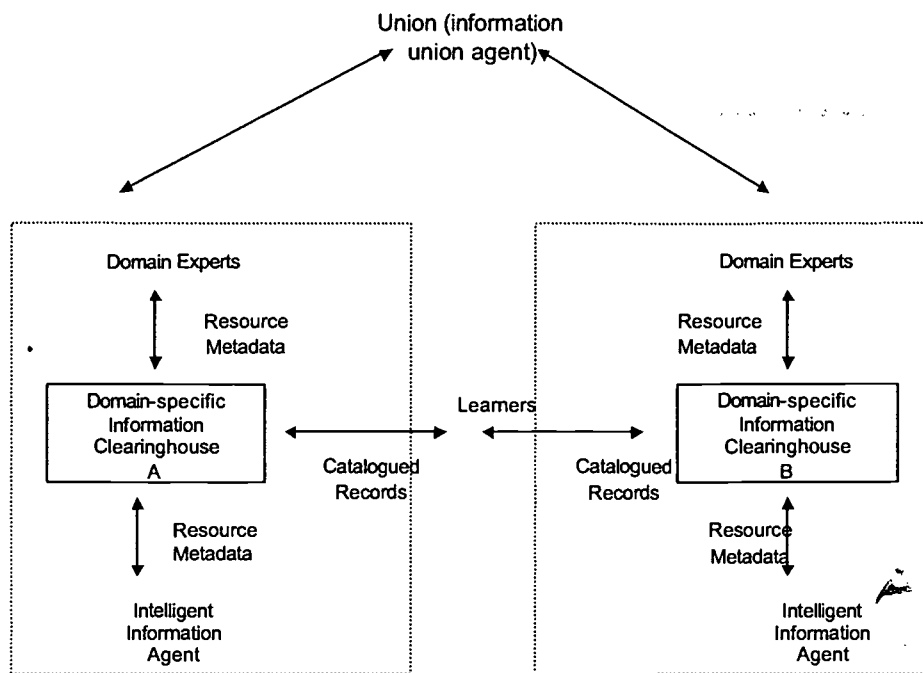 Union (information
union agent)
Domain Experts
Resource
Metadata
Domain-specific
Information
Clearinghouse
A
Catalogued
Records
Resource
Metadata
Intelligent
Information
Agent
Learners
Domain Experts
Resource
Metadata
Domain-specific
Information
Clearinghouse
B
Catalogued
Records
Resource
Metadata
Intelligent
Information
Agent